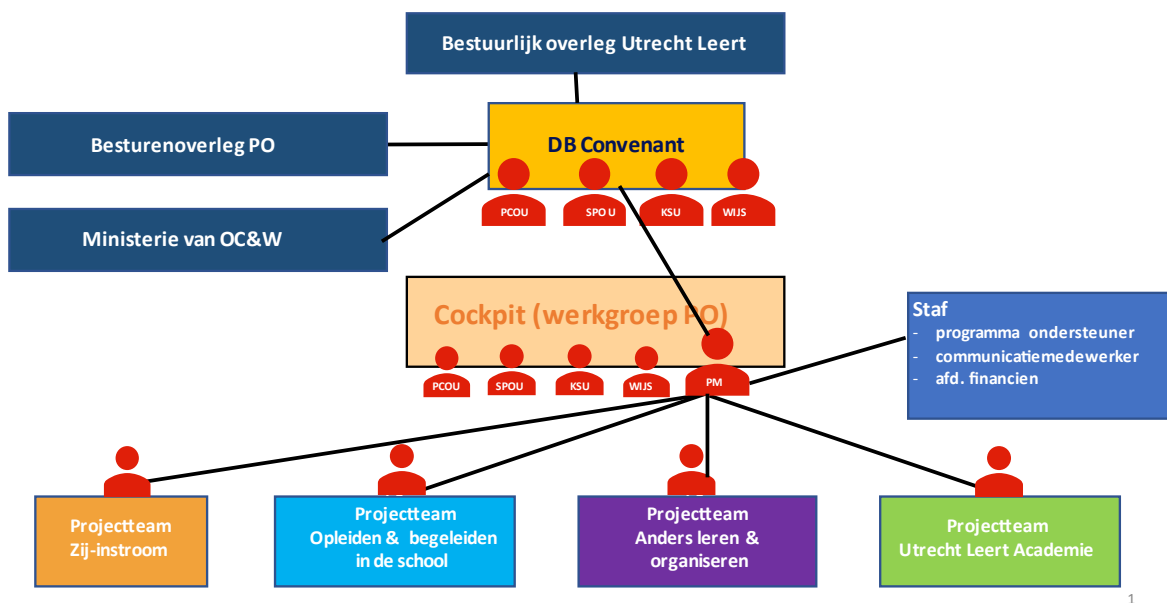 Bestuurlijk overleg Utrecht Leert
Besturenoverleg PO
DB Convenant
PCOU
SPOU
KSU
WIJS
Ministerie van OC&W
Cockpit (werkgroep PO)
PCOU
SPOU
KSU
WIJS
PM
Staf
- programma ondersteuner
- communicatiemedewerker
- afd. financien
Projectteam
Zij-instroom
Projectteam
Opleiden & begeleiden
in de school
Projectteam
Anders leren &
organiseren
Projectteam
Utrecht Leert Academie
1